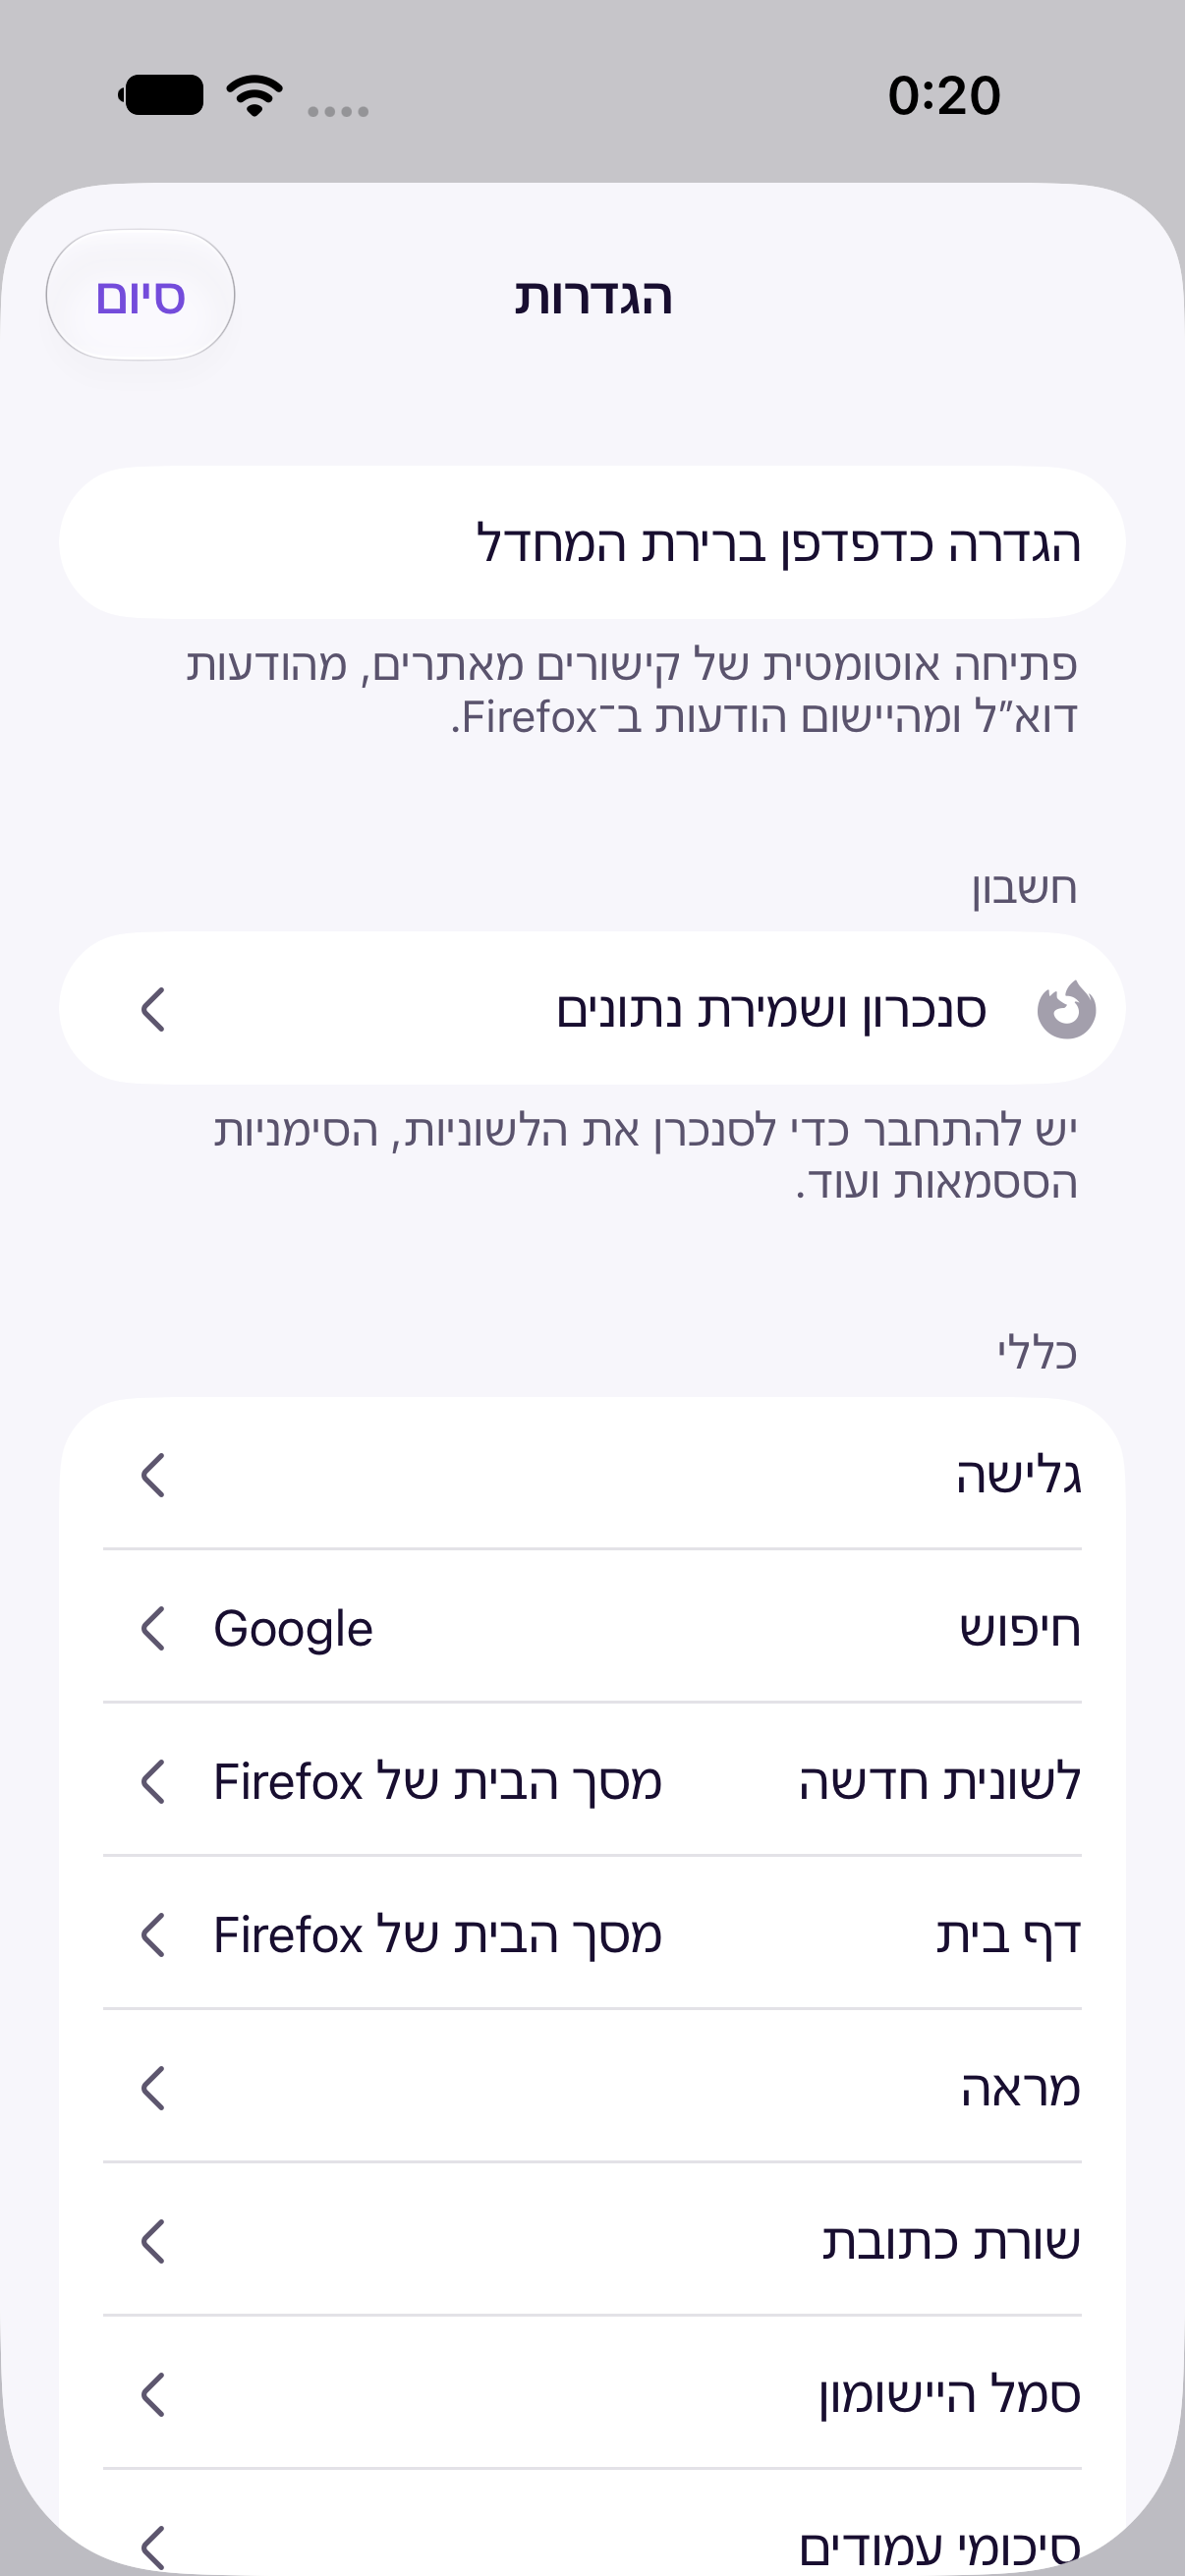 0:20
הגדרות
סיום
הגדרה כדפדפן ברירת המחדל
פתיחה אוטומטית של קישורים מאתרים, מהודעות
דוא״ל ומהיישום הודעות ב־Firefox.
חשבון
סנכרון ושמירת נתונים
יש להתחבר כדי לסנכרן את הלשוניות, הסימניות
הססמאות ועוד.
כללי
גלישה
חיפוש Google
לשונית חדשה מסך הבית של Firefox
דף בית מסך הבית של Firefox
מראה
שורת כתובת
סמל היישומון
סיכומי עמודים